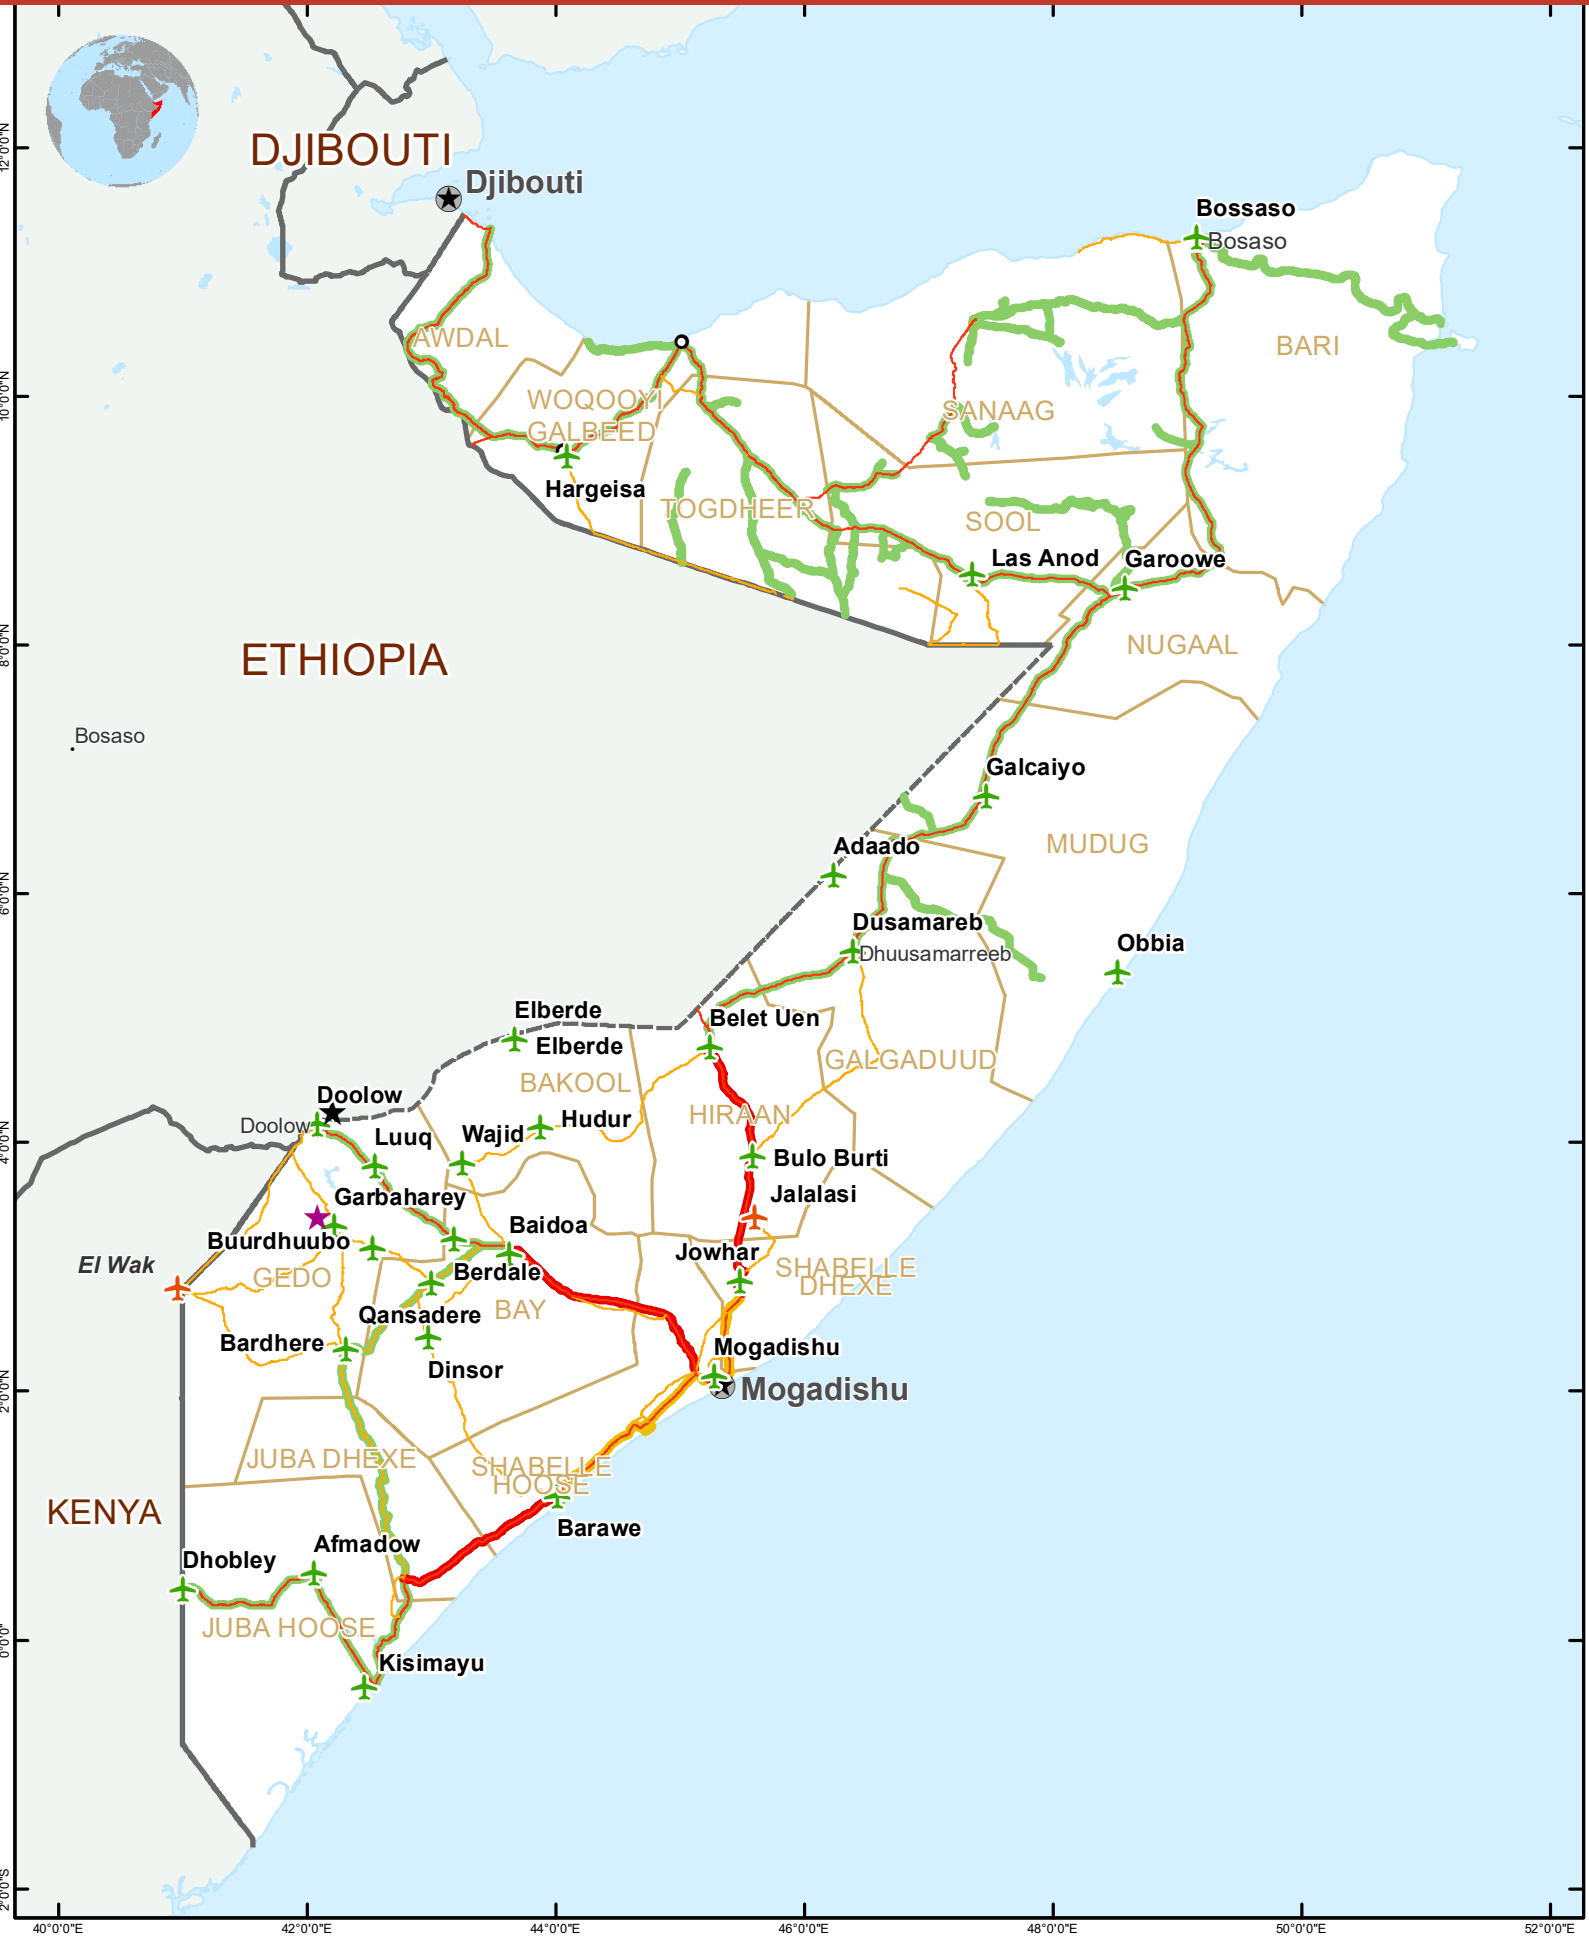 DJIBOUTI
Djibouti
12°0'0"N
Bossaso
Bosaso
AWDAL
BARI
10°0'0"N
WOQOOYI
GALBEED
SANAAG
Hargeisa
TOGDHEER
SOOL
Las Anod
Garoowe
ETHIOPIA
8°0'0"N
NUGAAL
Bosaso
Galcaiyo
Adaado
MUDUG
6°0'0"N
Dusamareb
Dhuusamarreeb
Obbia
Elberde
Belet Uen
Elberde
GALGADUUD
BAKOOL
Doolow
Doolow
HIRAAN
Hudur
Luuq
Wajid
4°0'0"N
Bulo Burti
Garbaharey
Jalalasi
Baidoa
Buurdhuubo
Jowhar
El Wak
GEDO
Berdale
SHABELLE
DHEXE
BAY
Qansadere
Bardhere
Mogadishu
Dinsor
Mogadishu
2°0'0"N
JUBA DHEXE
SHABELLE
HOOSE
KENYA
Barawe
Afmadow
Dhobley
JUBA HOOSE
0°0'0"
Kisimayu
2°0'0"S
40°0'0"E
42°0'0"E
44°0'0"E
46°0'0"E
48°0'0"E
50°0'0"E
52°0'0"E